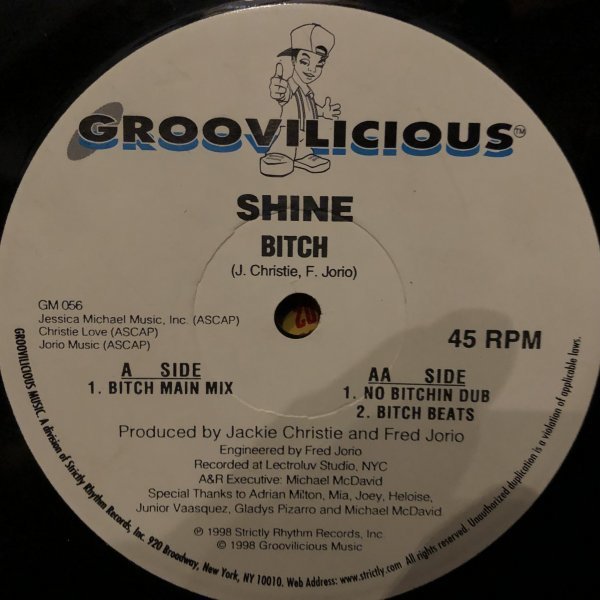 GROOVILICIOUS™
SHINE
BITCH
(J. Christie, F. Jorio)
GM 056
Jessica Michael Music, Inc. (ASCAP)
Christie Love (ASCAP)
Jorio Music (ASCAP)
45 RPM
A SIDE
1. BITCH MAIN MIX
AA SIDE
1. NO BITCHIN DUB
2. BITCH BEATS
Produced by Jackie Christie and Fred Jorio
Engineered by Fred Jorio
Recorded at Lectroluv Studio, NYC
A&R Executive: Michael McDavid
Special Thanks to Adrian Milton, Mia, Joey, Heloise,
Junior Vaasquez, Gladys Pizarro and Michael McDavid.
℗ 1998 Strictly Rhythm Records, Inc.
© 1998 Groovilicious Music
GROOVILICIOUS MUSIC. A division of Strictly Rhythm Records, Inc. 920 Broadway, New York, NY 10010. Web Address: www.strictly.com All rights reserved. Unauthorized duplication is a violation of applicable laws.